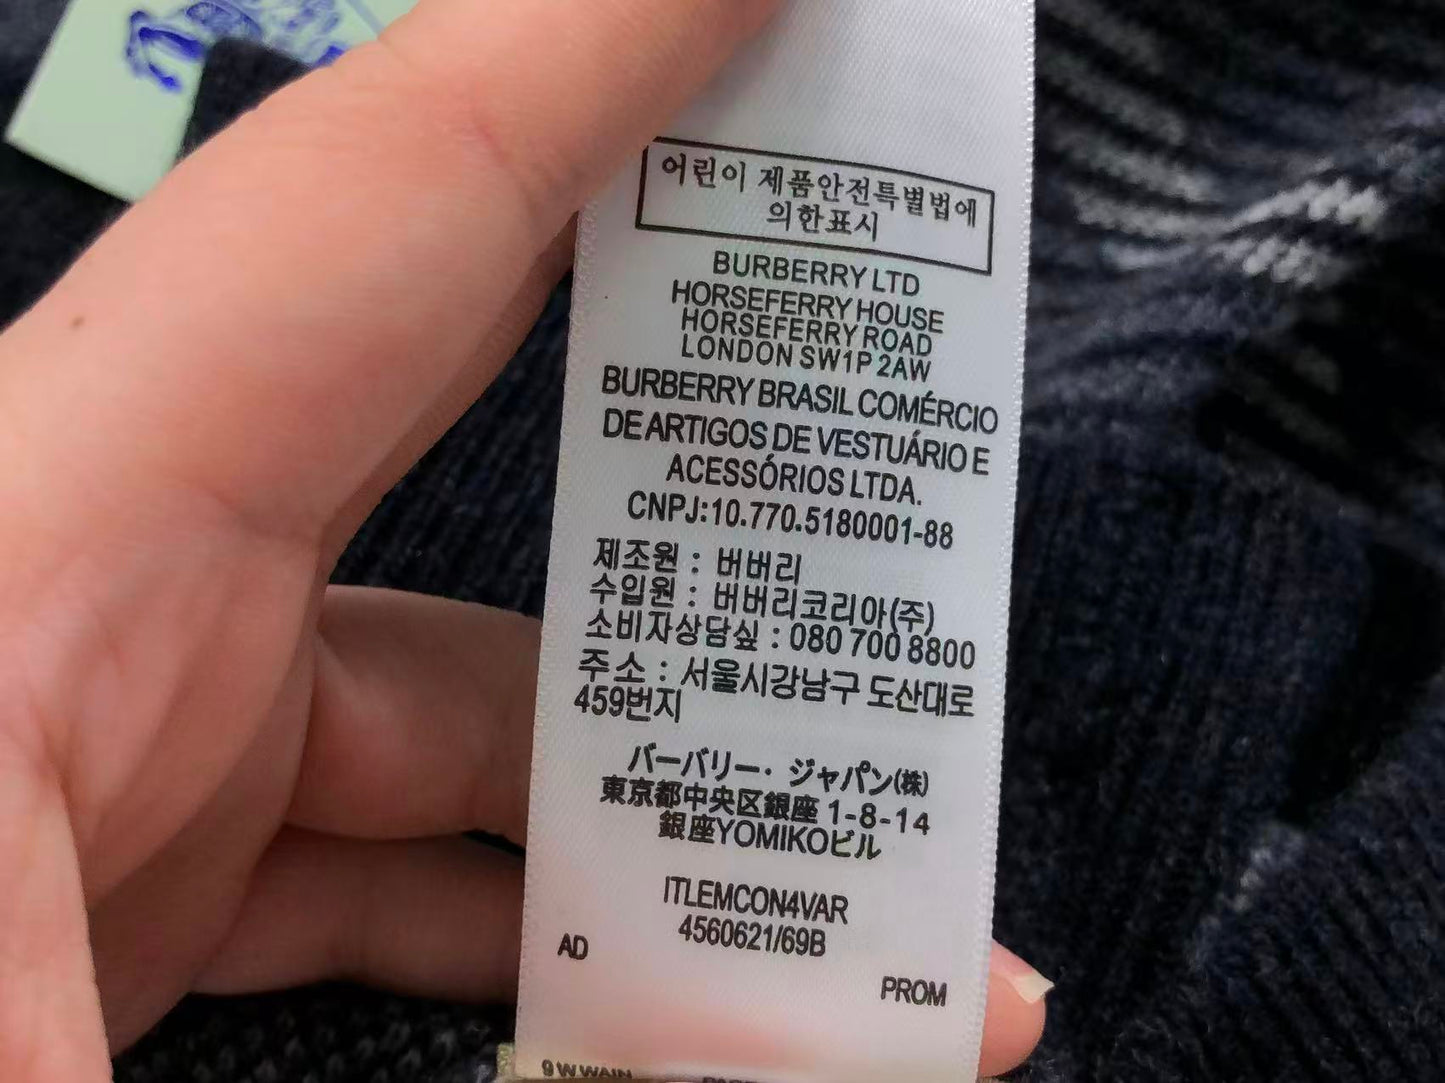 어린이 제품안전특별법에
의한표시
BURBERRY LTD
HORSEFERRY HOUSE
HORSEFERRY ROAD
LONDON SW1P 2AW
BURBERRY BRASIL COMÉRCIO
DE ARTIGOS DE VESTUÁRIO E
ACESSÓRIOS LTDA.
CNPJ:10.770.5180001-88
제조원 : 버버리
수입원 : 버버리코리아(주)
소비자상담싶 : 080 700 8800
주소 : 서울시강남구 도산대로
459번지
バーバリー・ジャパン(株)
東京都中央区銀座 1-8-14
銀座YOMIKOビル
ITLEMCON4VAR
4560621/69B
AD
PROM